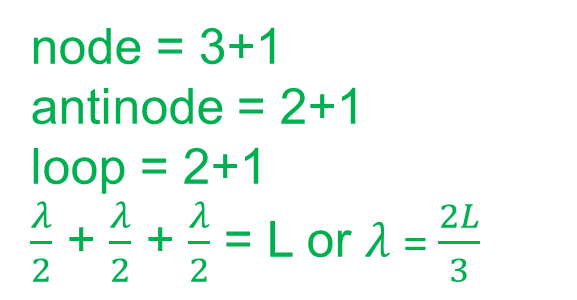 node = 3+1
antinode = 2+1
loop = 2+1
λ/2 + λ/2 + λ/2 = L or λ = 2L/3